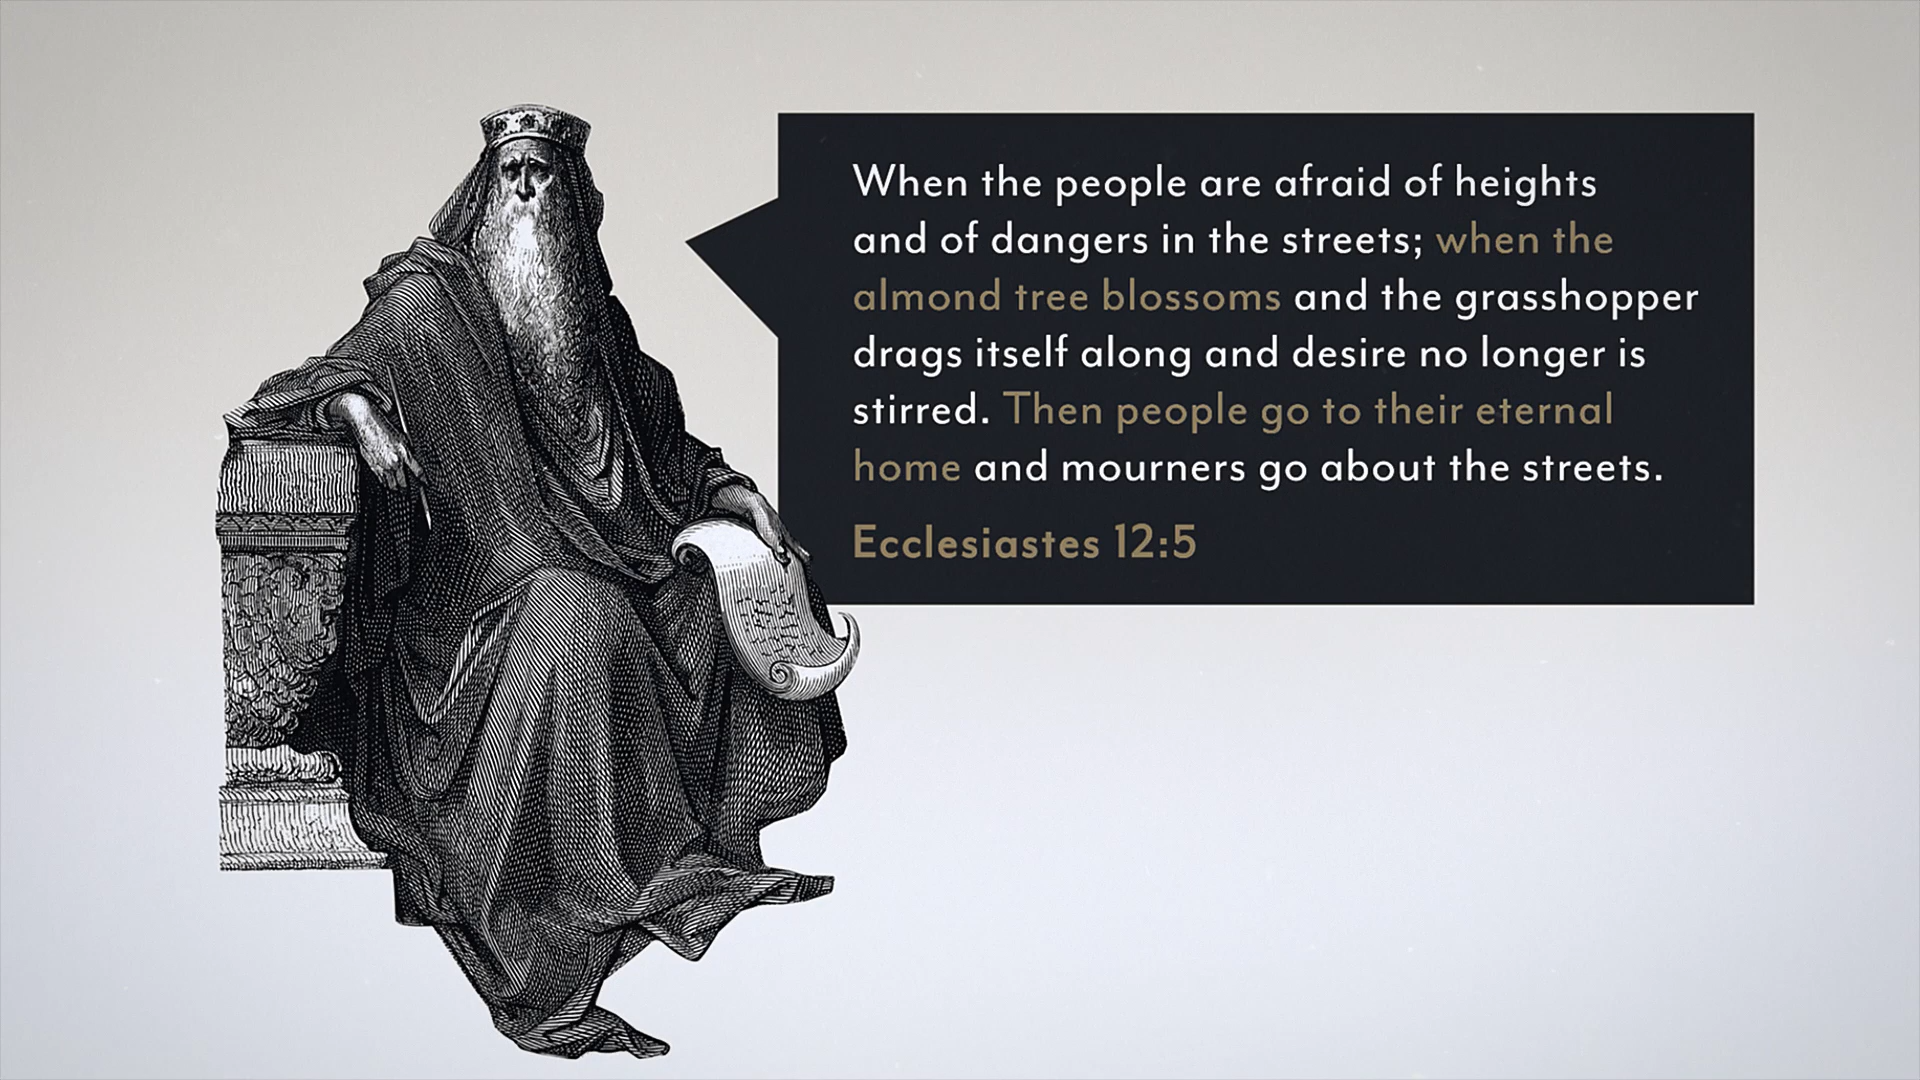 When the people are afraid of heights
and of dangers in the streets; when the
almond tree blossoms and the grasshopper
drags itself along and desire no longer is
stirred. Then people go to their eternal
home and mourners go about the streets.
Ecclesiastes 12:5